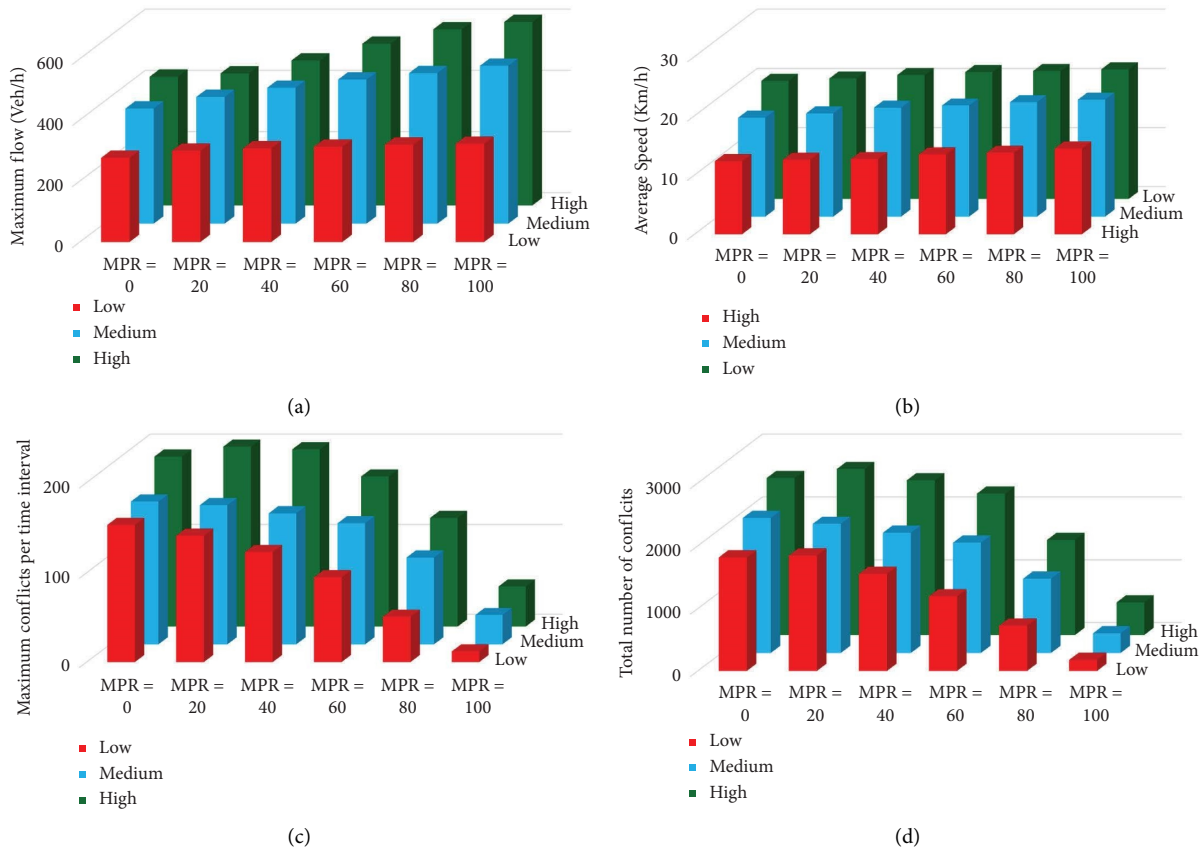 Maximum flow (Veh/h)
600
400
200
0
High
Medium
Low
MPR = 0
MPR = 20
MPR = 40
MPR = 60
MPR = 80
MPR = 100
Low
Medium
High
(a)
Average Speed (Km/h)
30
20
10
0
Low
Medium
High
MPR = 0
MPR = 20
MPR = 40
MPR = 60
MPR = 80
MPR = 100
High
Medium
Low
(b)
Maximum conflicts per time interval
200
100
0
High
Medium
Low
MPR = 0
MPR = 20
MPR = 40
MPR = 60
MPR = 80
MPR = 100
Low
Medium
High
(c)
Total number of conflcits
3000
2000
1000
0
High
Medium
Low
MPR = 0
MPR = 20
MPR = 40
MPR = 60
MPR = 80
MPR = 100
Low
Medium
High
(d)